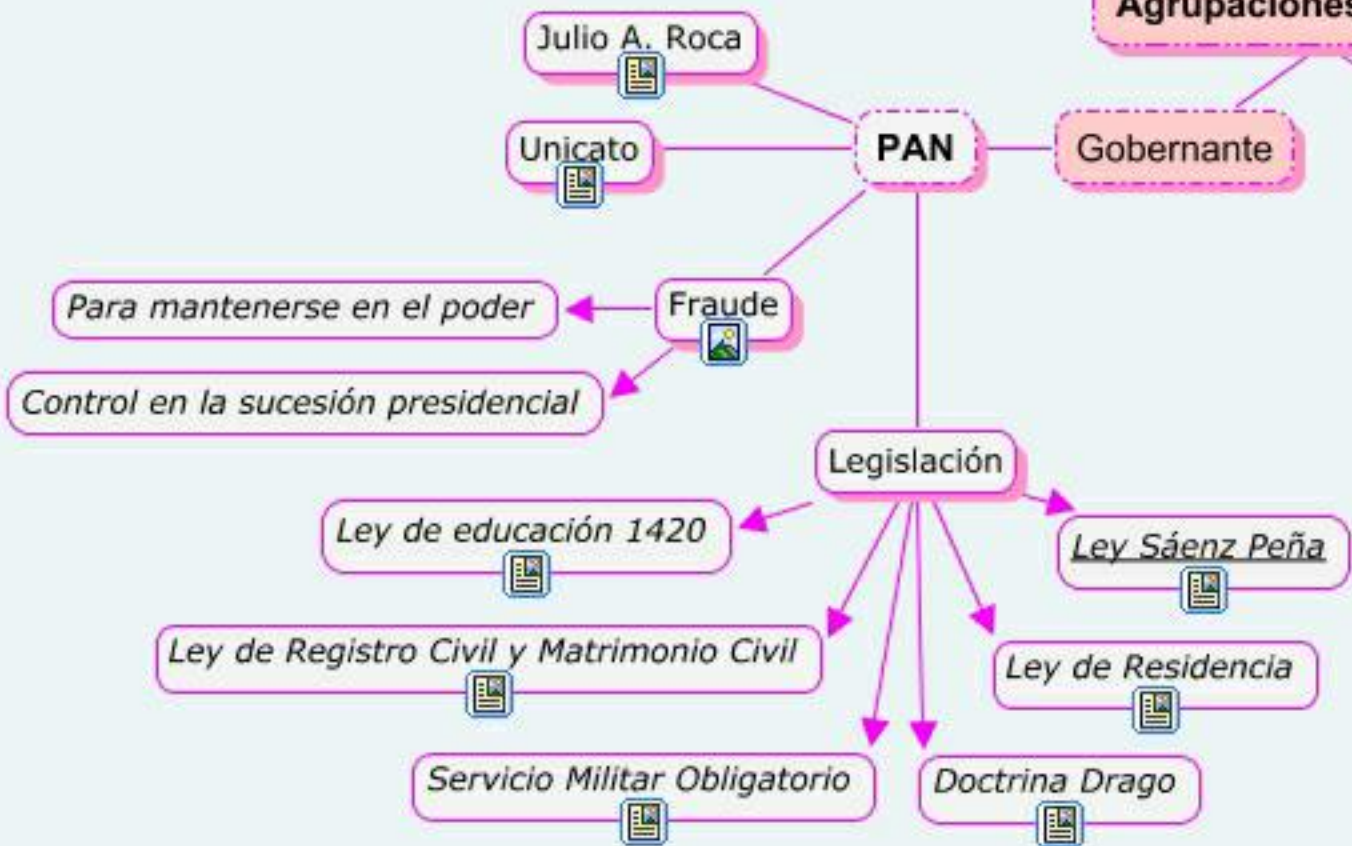 Agrupaciones
Julio A. Roca
Unicato
PAN
Gobernante
Para mantenerse en el poder
Fraude
Control en la sucesión presidencial
Legislación
Ley de educación 1420
Ley Sáenz Peña
Ley de Registro Civil y Matrimonio Civil
Ley de Residencia
Servicio Militar Obligatorio
Doctrina Drago